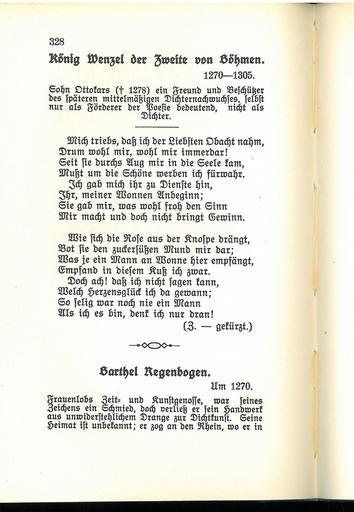 328
König Wenzel der Zweite von Böhmen.
1270—1305.
Sohn Ottokars († 1278) ein Freund und Beschützer
des späteren mittelmäßigen Dichternachwuchses, selbst
nur als Förderer der Poesie bedeutend, nicht als
Dichter.
Mich triebs, daß ich der Liebsten Obacht nahm,
Drum wohl mir, wohl mir immerdar!
Seit sie durchs Aug mir in die Seele kam,
Mußt um die Schöne werben ich fürwahr.
Ich gab mich ihr zu Dienste hin,
Ihr, meiner Wonnen Anbeginn;
Sie gab mir, was wohl froh den Sinn
Mir macht und doch nicht bringt Gewinn.
Wie sich die Rose aus der Knospe drängt,
Bot sie den zuckersüßen Mund mir dar;
Was je ein Mann an Wonne hier empfängt,
Empfand in diesem Kuß ich zwar.
Doch ach! daß ich nicht sagen kann,
Welch Herzensglück ich da gewann;
So selig war noch nie ein Mann
Als ich es bin, denk ich nur dran!
(Z. — gekürzt.)
Barthel Regenbogen.
Um 1270.
Frauenlobs Zeit- und Kunstgenosse, war seines
Zeichens ein Schmied, doch verließ er sein Handwerk
aus unwiderstehlichem Drange zur Dichtkunst. Seine
Heimat ist unbekannt; er zog an den Rhein, wo er in